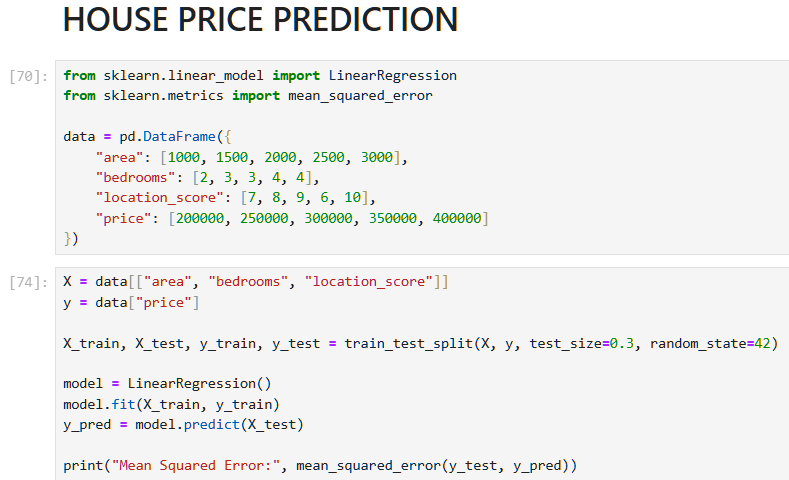 HOUSE PRICE PREDICTION
[70]: from sklearn.linear_model import LinearRegression
from sklearn.metrics import mean_squared_error
data = pd.DataFrame({
    "area": [1000, 1500, 2000, 2500, 3000],
    "bedrooms": [2, 3, 3, 4, 4],
    "location_score": [7, 8, 9, 6, 10],
    "price": [200000, 250000, 300000, 350000, 400000]
})
[74]: X = data[["area", "bedrooms", "location_score"]]
y = data["price"]
X_train, X_test, y_train, y_test = train_test_split(X, y, test_size=0.3, random_state=42)
model = LinearRegression()
model.fit(X_train, y_train)
y_pred = model.predict(X_test)
print("Mean Squared Error:", mean_squared_error(y_test, y_pred))